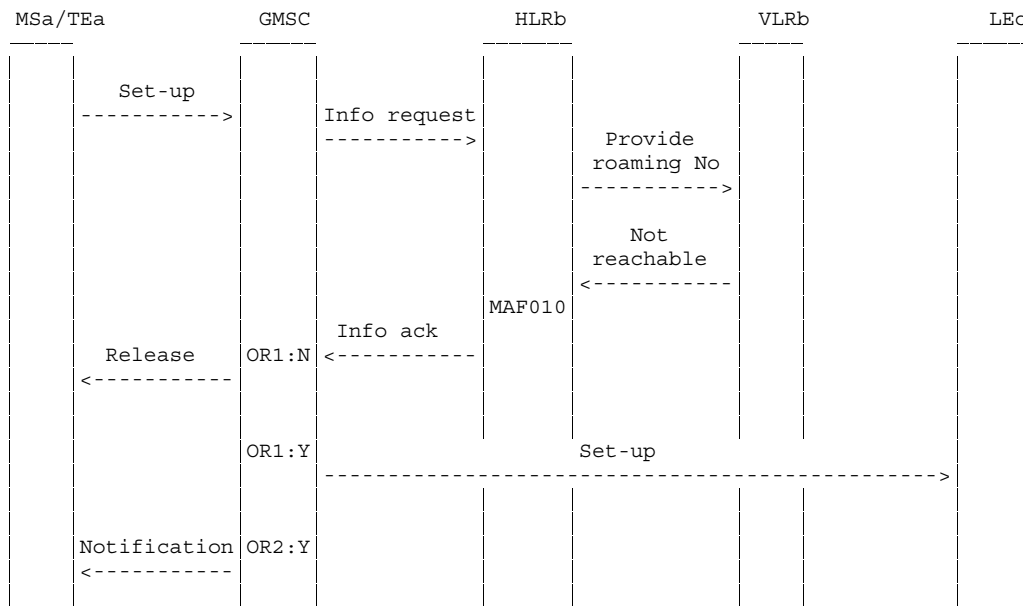 MSa/TEa GMSC HLRb VLRb LEc
Set-up
Info request
Provide
roaming No
Not
reachable
MAF010
Info ack
Release OR1:N
OR1:Y Set-up
Notification OR2:Y